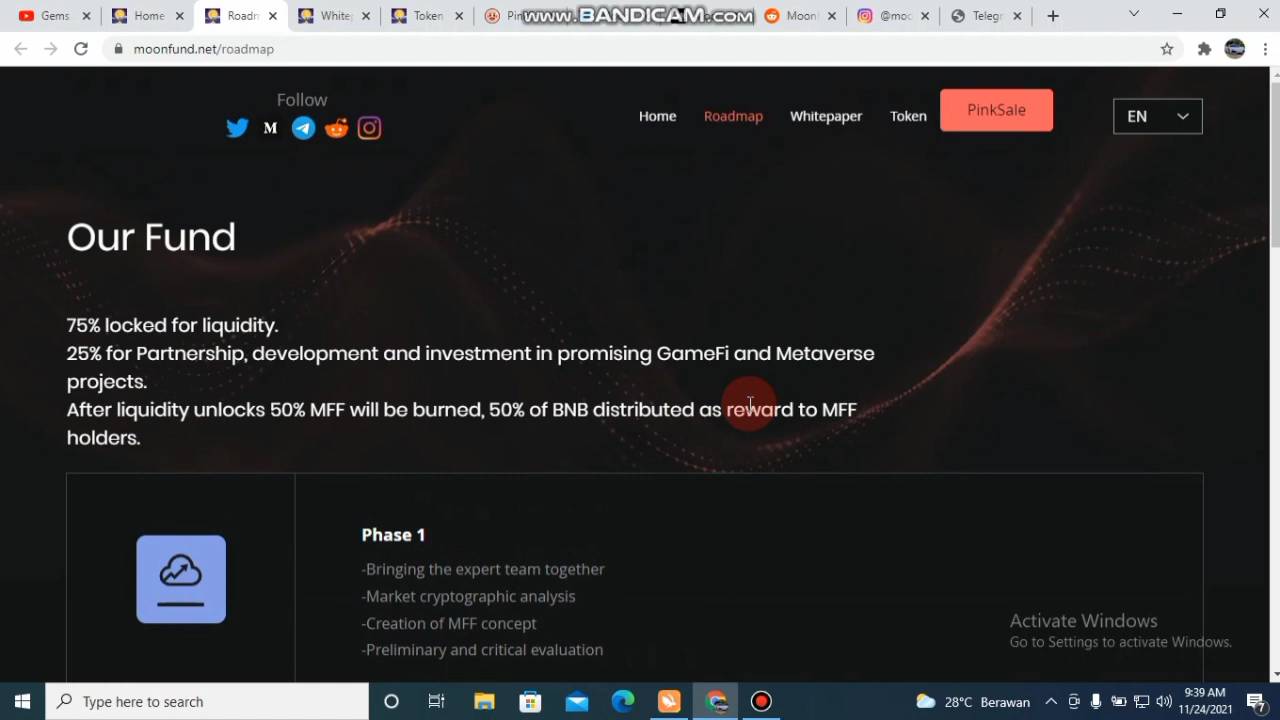 Gems
Home
Roadm
Whitep
Token
Pin
www.BANDICAM.com
Moonf
@moo
Telegr
moonfund.net/roadmap
Follow
Home
Roadmap
Whitepaper
Token
PinkSale
EN
Our Fund
75% locked for liquidity.
25% for Partnership, development and investment in promising GameFi and Metaverse
projects.
After liquidity unlocks 50% MFF will be burned, 50% of BNB distributed as reward to MFF
holders.
Phase 1
-Bringing the expert team together
-Market cryptographic analysis
-Creation of MFF concept
-Preliminary and critical evaluation
Activate Windows
Go to Settings to activate Windows.
Type here to search
28°C Berawan
9:39 AM
11/24/2021
7